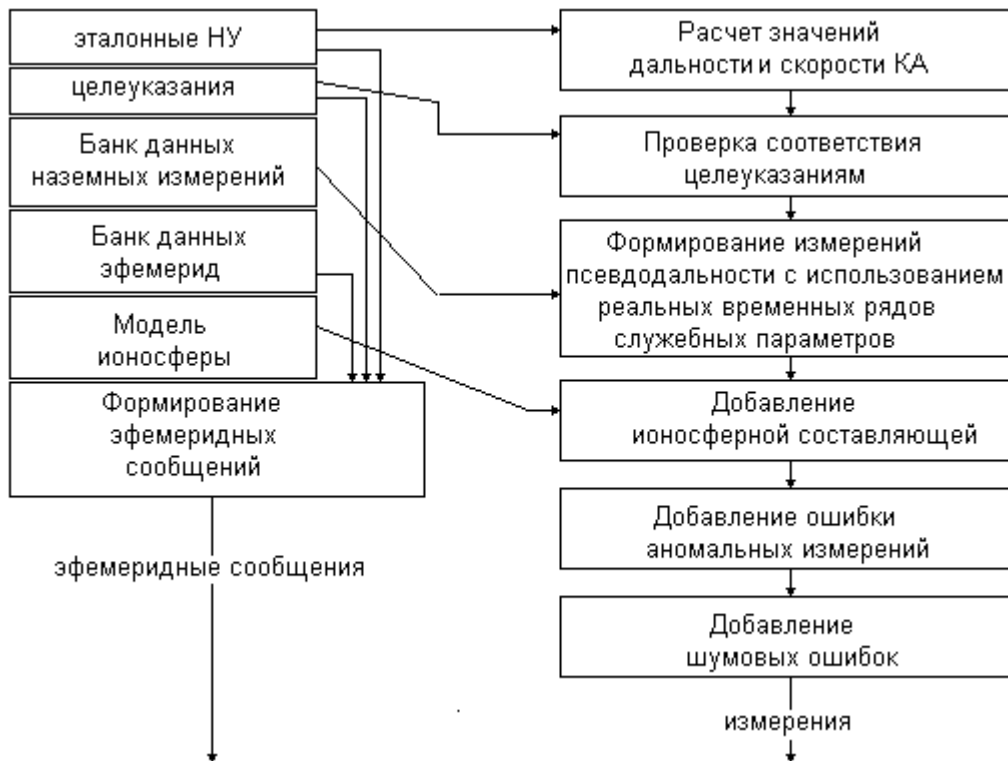 эталонные НУ
целеуказания
Банк данных
наземных измерений
Банк данных
эфемерид
Модель
ионосферы
Формирование
эфемеридных
сообщений
эфемеридные сообщения
Расчет значений
дальности и скорости КА
Проверка соответствия
целеуказаниям
Формирование измерений
псевдодальности с использованием
реальных временных рядов
служебных параметров
Добавление
ионосферной составляющей
Добавление ошибки
аномальных измерений
Добавление
шумовых ошибок
измерения